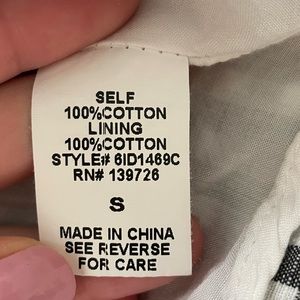 SELF
100%COTTON
LINING
100%COTTON
STYLE# 6ID1469C
RN# 139726
S
MADE IN CHINA
SEE REVERSE
FOR CARE